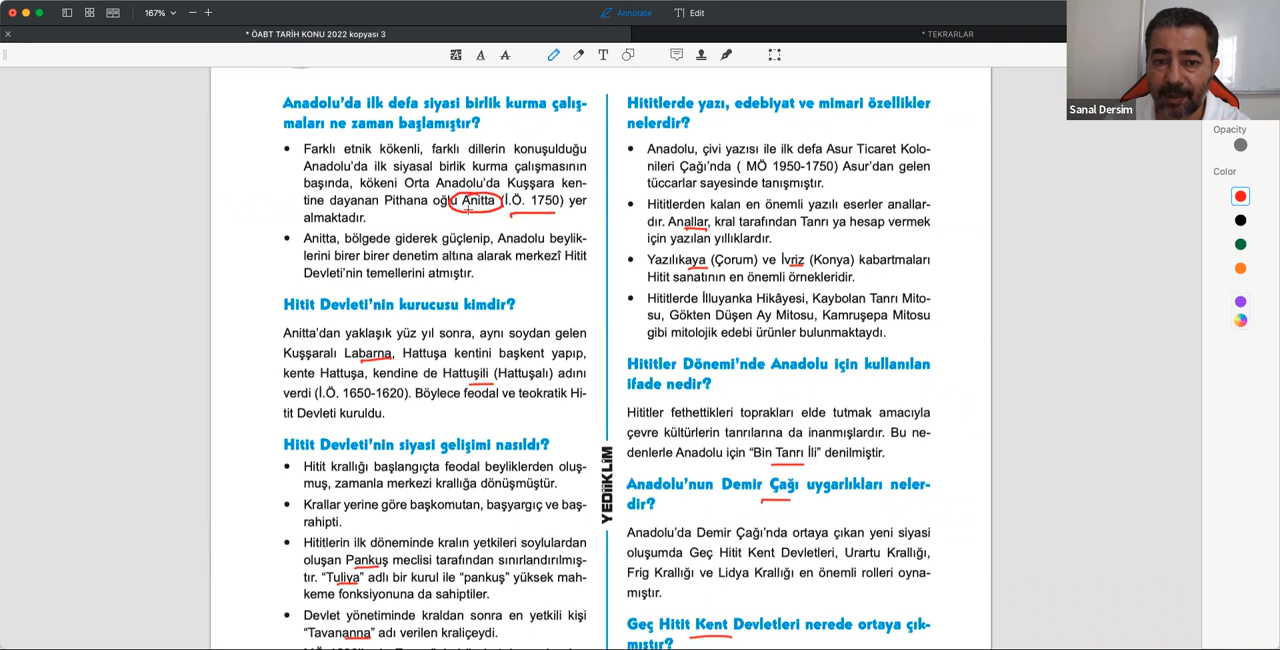 167%
Annotate
Edit
* ÖABT TARİH KONU 2022 kopyası 3
* TEKRARLAR
Sanal Dersim
Opacity
Color
Anadolu'da ilk defa siyasi birlik kurma çalış-
maları ne zaman başlamıştır?
• Farklı etnik kökenli, farklı dillerin konuşulduğu
Anadolu'da ilk siyasal birlik kurma çalışmasının
başında, kökeni Orta Anadolu'da Kuşşara ken-
tine dayanan Pithana oğlu Anitta (İ.Ö. 1750) yer
almaktadır.
• Anitta, bölgede giderek güçlenip, Anadolu beylik-
lerini birer birer denetim altına alarak merkezî Hitit
Devleti'nin temellerini atmıştır.
Hitit Devleti'nin kurucusu kimdir?
Anitta'dan yaklaşık yüz yıl sonra, aynı soydan gelen
Kuşşaralı Labarna, Hattuşa kentini başkent yapıp,
kente Hattuşa, kendine de Hattuşili (Hattuşalı) adını
verdi (İ.Ö. 1650-1620). Böylece feodal ve teokratik Hi-
tit Devleti kuruldu.
Hitit Devleti'nin siyasi gelişimi nasıldı?
• Hitit krallığı başlangıçta feodal beyliklerden oluş-
muş, zamanla merkezi krallığa dönüşmüştür.
• Krallar yerine göre başkomutan, başyargıç ve baş-
rahipti.
• Hititlerin ilk döneminde kralın yetkileri soylulardan
oluşan Pankuş meclisi tarafından sınırlandırılmış-
tır. "Tuliya" adlı bir kurul ile "pankuş" yüksek mah-
keme fonksiyonuna da sahiptiler.
• Devlet yönetiminde kraldan sonra en yetkili kişi
"Tavananna" adı verilen kraliçeydi.
YEDİİKLİM
Hititlerde yazı, edebiyat ve mimari özellikler
nelerdir?
• Anadolu, çivi yazısı ile ilk defa Asur Ticaret Kolo-
nileri Çağı'nda ( MÖ 1950-1750) Asur'dan gelen
tüccarlar sayesinde tanışmıştır.
• Hititlerden kalan en önemli yazılı eserler anallar-
dır. Anallar, kral tarafından Tanrı ya hesap vermek
için yazılan yıllıklardır.
• Yazılıkaya (Çorum) ve İvriz (Konya) kabartmaları
Hitit sanatının en önemli örnekleridir.
• Hititlerde İlluyanka Hikâyesi, Kaybolan Tanrı Mito-
su, Gökten Düşen Ay Mitosu, Kamruşepa Mitosu
gibi mitolojik edebi ürünler bulunmaktaydı.
Hititler Dönemi'nde Anadolu için kullanılan
ifade nedir?
Hititler fethettikleri toprakları elde tutmak amacıyla
çevre kültürlerin tanrılarına da inanmışlardır. Bu ne-
denlerle Anadolu için "Bin Tanrı İli" denilmiştir.
Anadolu'nun Demir Çağı uygarlıkları neler-
dir?
Anadolu'da Demir Çağı'nda ortaya çıkan yeni siyasi
oluşumda Geç Hitit Kent Devletleri, Urartu Krallığı,
Frig Krallığı ve Lidya Krallığı en önemli rolleri oyna-
mıştır.
Geç Hitit Kent Devletleri nerede ortaya çık-
mıştır?